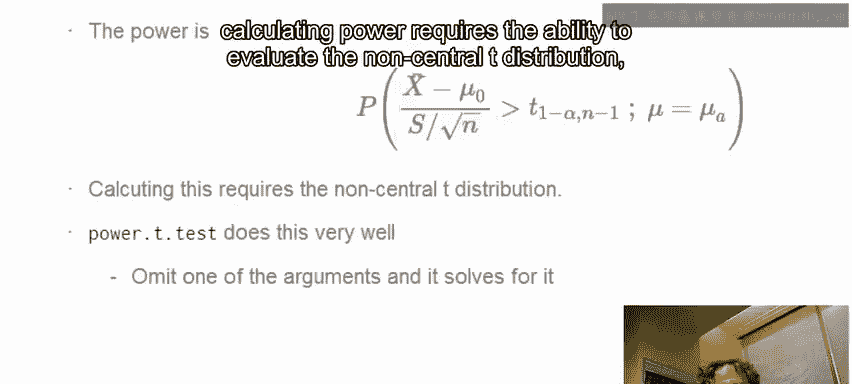 · The power is
calculating power requires the ability to
evaluate the non-central t distribution,
P( (X̄ − μ₀) / (S/√n) > t₁₋α,ₙ₋₁ ; μ = μₐ )
· Calcuting this requires the non-central t distribution.
· power.t.test does this very well
- Omit one of the arguments and it solves for it